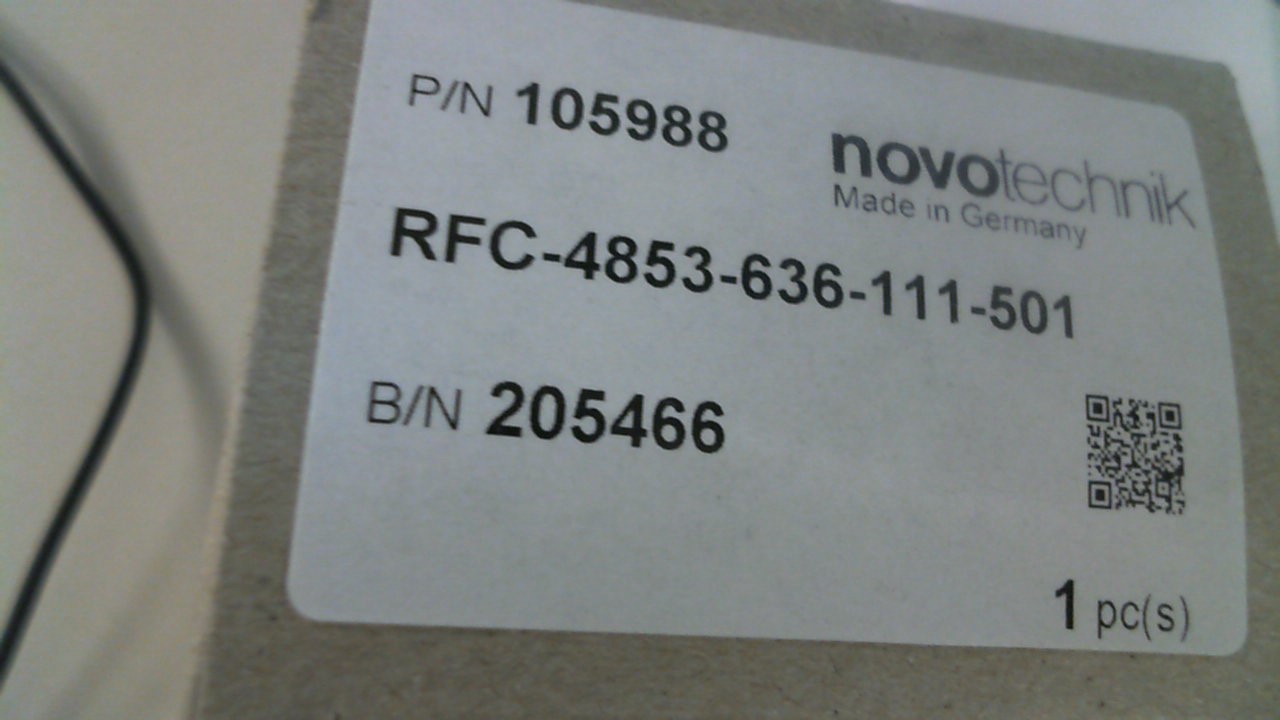 P/N 105988
novotechnik
Made in Germany
RFC-4853-636-111-501
B/N 205466
1 pc(s)